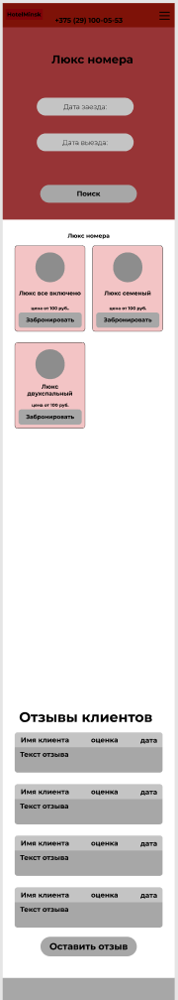 +375 (29) 100-05-53
Люкс номера
Дата заезда:
Дата выезда:
Поиск
Люкс номера
Люкс все включено
цена от 100 руб.
Забронировать
Люкс семеный
цена от 100 руб.
Забронировать
Люкс
двухспальный
цена от 100 руб.
Забронировать
Отзывы клиентов
Имя клиента оценка дата
Текст отзыва
Имя клиента оценка дата
Текст отзыва
Имя клиента оценка дата
Текст отзыва
Имя клиента оценка дата
Текст отзыва
Оставить отзыв